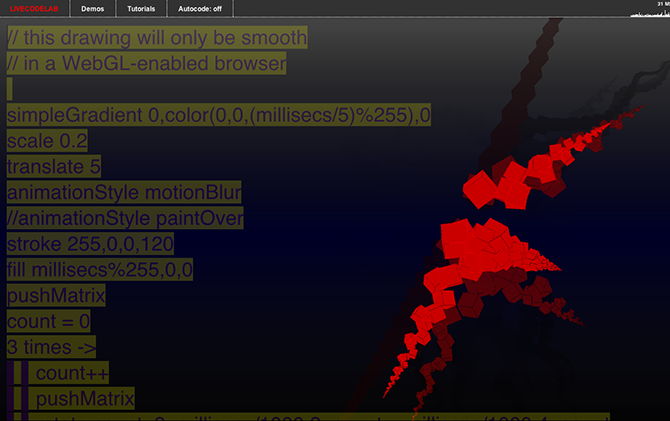 LIVECODELAB Demos Tutorials Autocode: off 31 M
// this drawing will only be smooth
// in a WebGL-enabled browser
simpleGradient 0,color(0,0,(millisecs/5)%255),0
scale 0.2
translate 5
animationStyle motionBlur
//animationStyle paintOver
stroke 255,0,0,120
fill millisecs%255,0,0
pushMatrix
count = 0
3 times ->
count++
pushMatrix